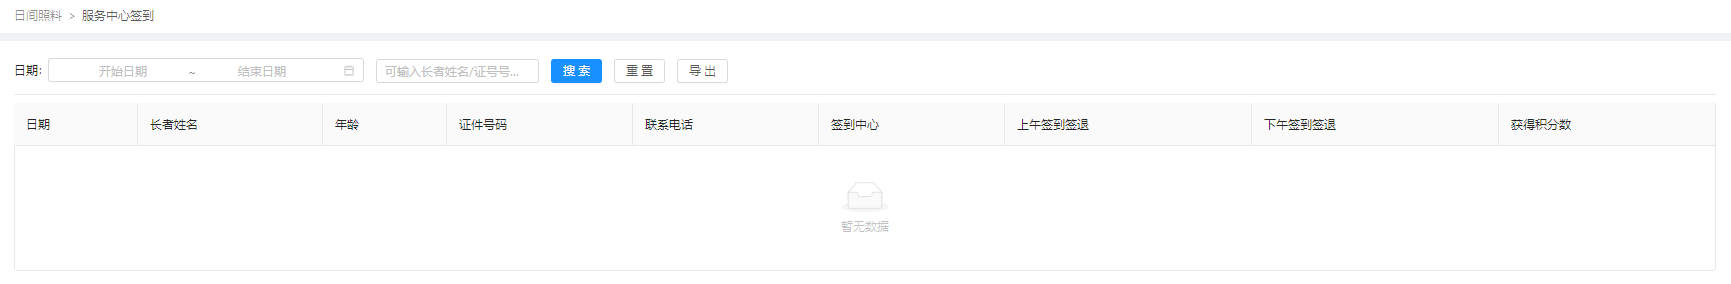 日间照料 > 服务中心签到
日期: 开始日期 ~ 结束日期 可输入长者姓名/证号号... 搜索 重置 导出
日期 长者姓名 年龄 证件号码 联系电话 签到中心 上午签到签退 下午签到签退 获得积分数
暂无数据